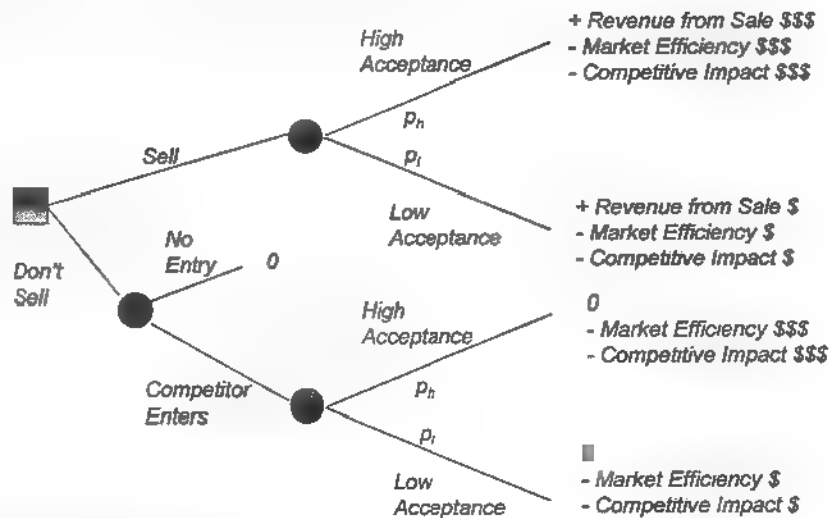 High
Acceptance
+ Revenue from Sale $$$
- Market Efficiency $$$
- Competitive Impact $$$
pₕ
Sell
pₗ
Low
Acceptance
+ Revenue from Sale $
- Market Efficiency $
- Competitive Impact $
No
Entry
0
Don't
Sell
High
Acceptance
0
- Market Efficiency $$$
- Competitive Impact $$$
pₕ
Competitor
Enters
pₗ
Low
Acceptance
- Market Efficiency $
- Competitive Impact $